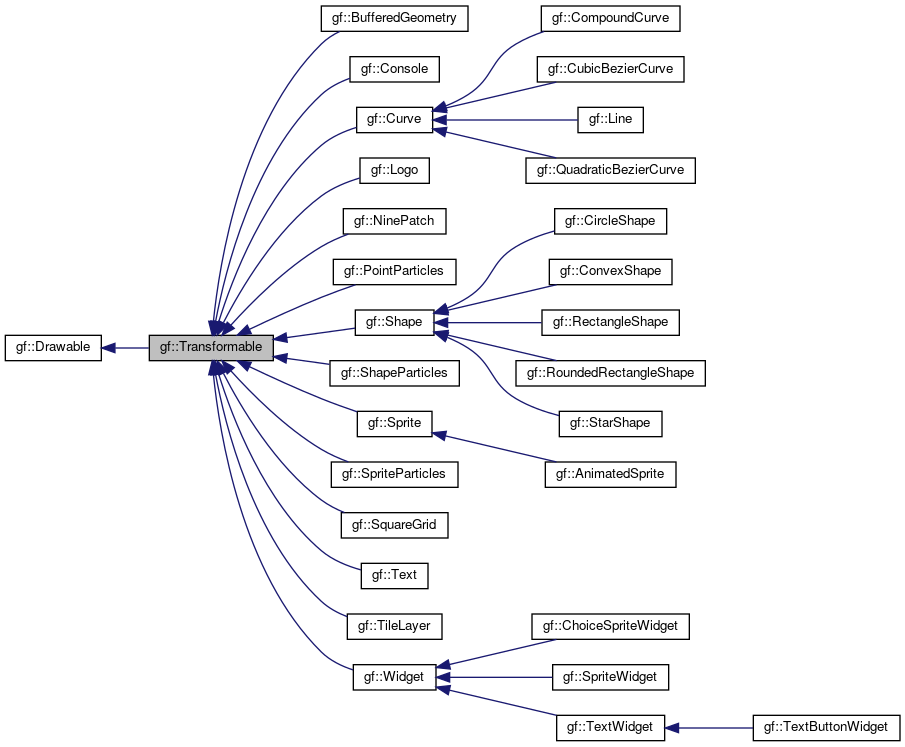 gf::BufferedGeometry
gf::CompoundCurve
gf::Console
gf::CubicBezierCurve
gf::Curve
gf::Line
gf::Logo
gf::QuadraticBezierCurve
gf::NinePatch
gf::CircleShape
gf::PointParticles
gf::ConvexShape
gf::Shape
gf::RectangleShape
gf::Drawable
gf::Transformable
gf::ShapeParticles
gf::RoundedRectangleShape
gf::Sprite
gf::StarShape
gf::SpriteParticles
gf::AnimatedSprite
gf::SquareGrid
gf::Text
gf::TileLayer
gf::ChoiceSpriteWidget
gf::Widget
gf::SpriteWidget
gf::TextWidget
gf::TextButtonWidget